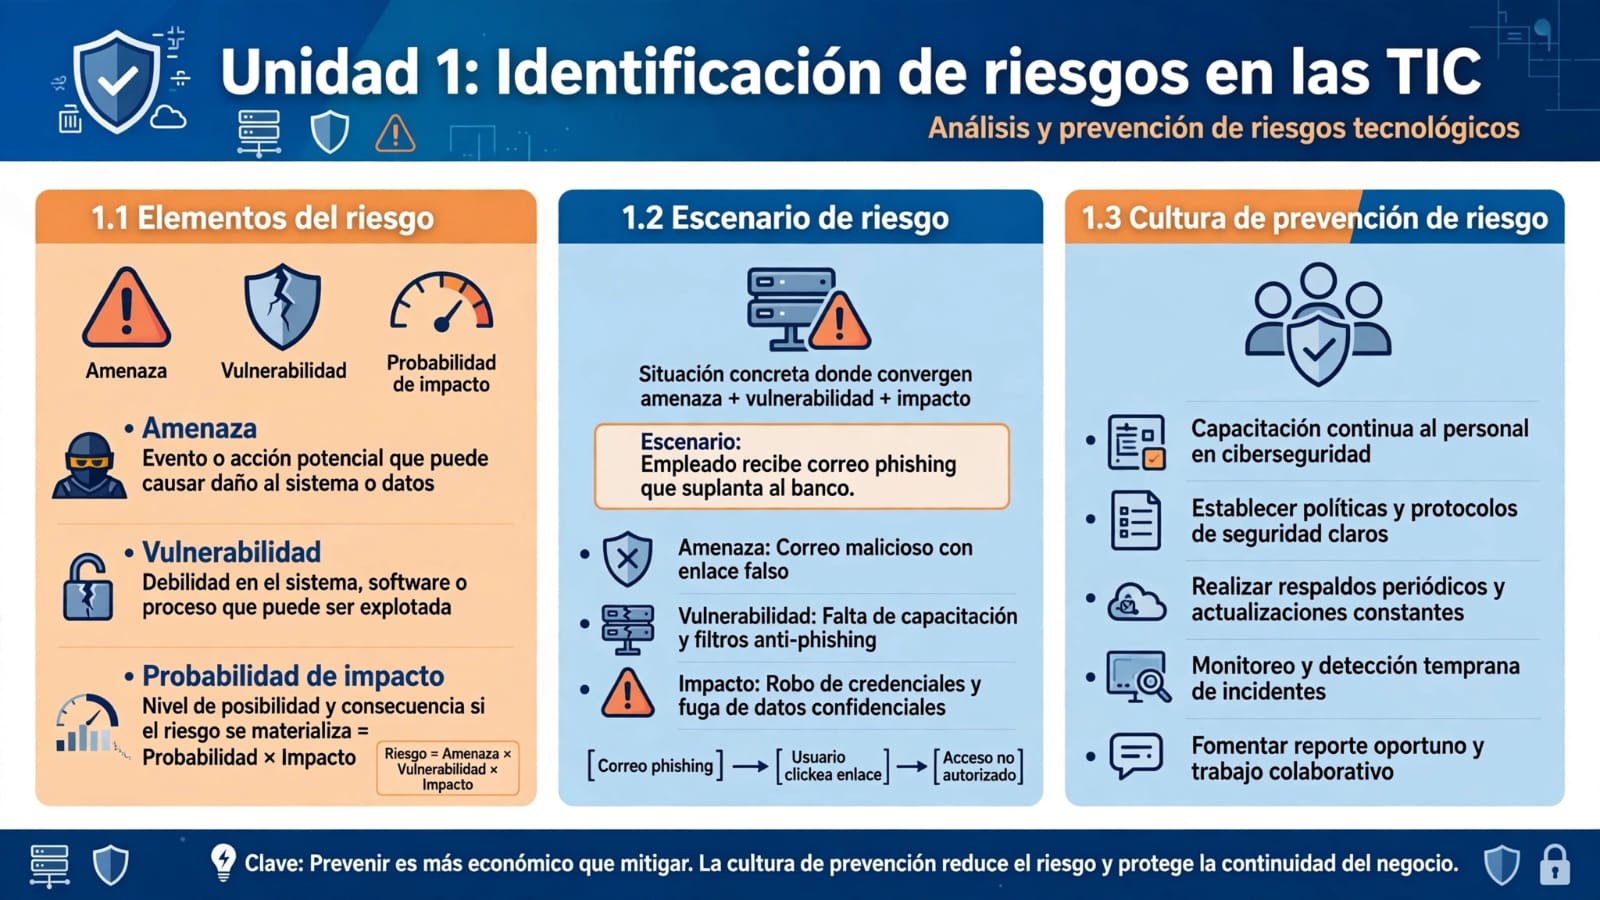 Unidad 1: Identificación de riesgos en las TIC
Análisis y prevención de riesgos tecnológicos
1.1 Elementos del riesgo
Amenaza
Vulnerabilidad
Probabilidad
de impacto
• Amenaza
Evento o acción potencial que puede
causar daño al sistema o datos
• Vulnerabilidad
Debilidad en el sistema, software o
proceso que puede ser explotada
• Probabilidad de impacto
Nivel de posibilidad y consecuencia si
el riesgo se materializa =
Probabilidad × Impacto
Riesgo = Amenaza ×
Vulnerabilidad ×
Impacto
1.2 Escenario de riesgo
Situación concreta donde convergen
amenaza + vulnerabilidad + impacto
Escenario:
Empleado recibe correo phishing
que suplanta al banco.
• Amenaza: Correo malicioso con
enlace falso
• Vulnerabilidad: Falta de capacitación
y filtros anti-phishing
• Impacto: Robo de credenciales y
fuga de datos confidenciales
[Correo phishing] → [Usuario
clickea enlace] → [Acceso no
autorizado]
1.3 Cultura de prevención de riesgo
• Capacitación continua al personal
en ciberseguridad
• Establecer políticas y protocolos
de seguridad claros
• Realizar respaldos periódicos y
actualizaciones constantes
• Monitoreo y detección temprana
de incidentes
• Fomentar reporte oportuno y
trabajo colaborativo
Clave: Prevenir es más económico que mitigar. La cultura de prevención reduce el riesgo y protege la continuidad del negocio.